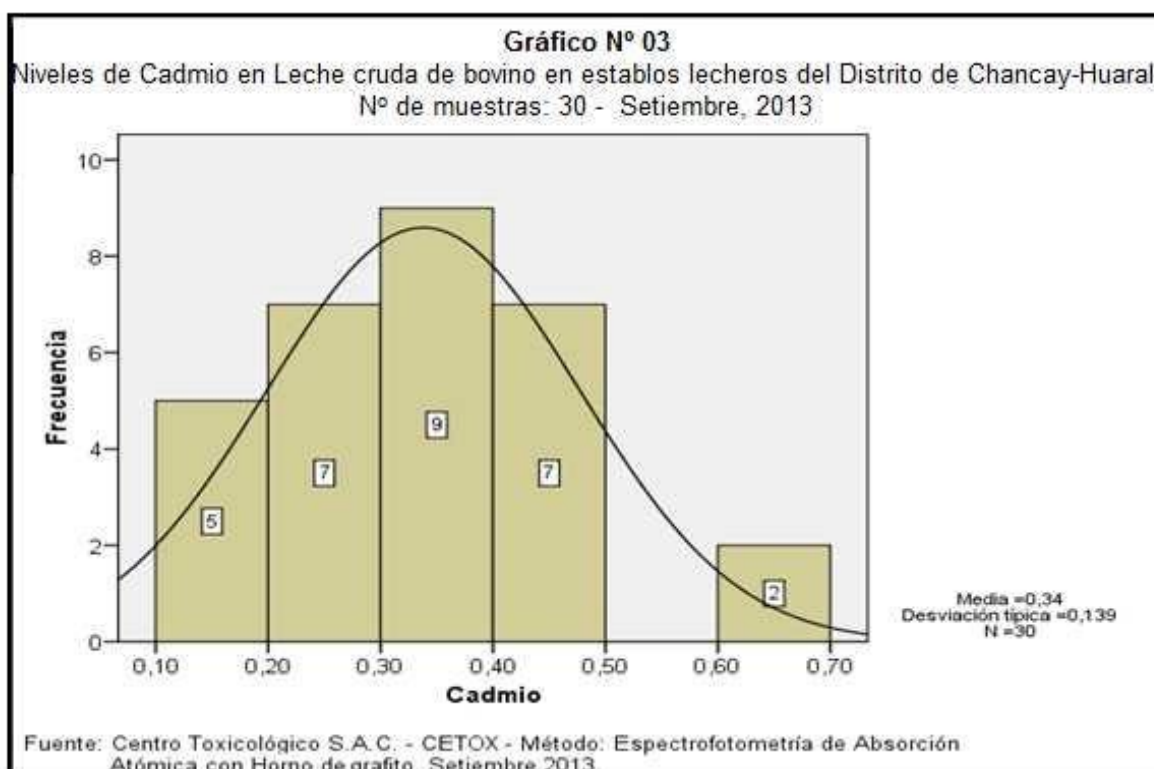 Gráfico Nº 03
Niveles de Cadmio en Leche cruda de bovino en establos lecheros del Distrito de Chancay-Huaral
Nº de muestras: 30 - Setiembre, 2013
10
8
6
4
2
0
Frecuencia
5
7
9
7
2
0,10
0,20
0,30
0,40
0,50
0,60
0,70
Cadmio
Media =0,34
Desviación típica =0,139
N =30
Fuente: Centro Toxicológico S.A.C. - CETOX - Método: Espectrofotometría de Absorción
Atómica con Horno de grafito. Setiembre 2013.